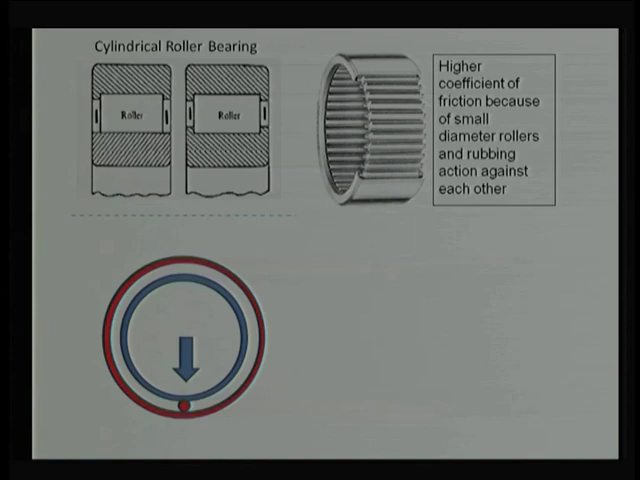 Cylindrical Roller Bearing
Roller
Roller
Higher
coefficient of
friction because
of small
diameter rollers
and rubbing
action against
each other